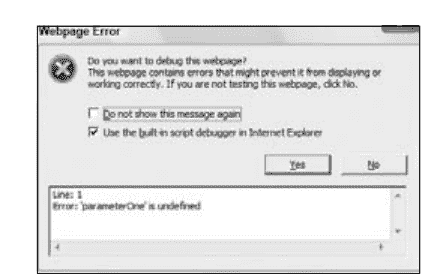 Webpage Error
Do you want to debug this webpage?
This webpage contains errors that might prevent it from displaying or
working correctly. If you are not testing this webpage, click No.
Do not show this message again
Use the built-in script debugger in Internet Explorer
Yes
No
Line: 1
Error: 'parameterOne' is undefined